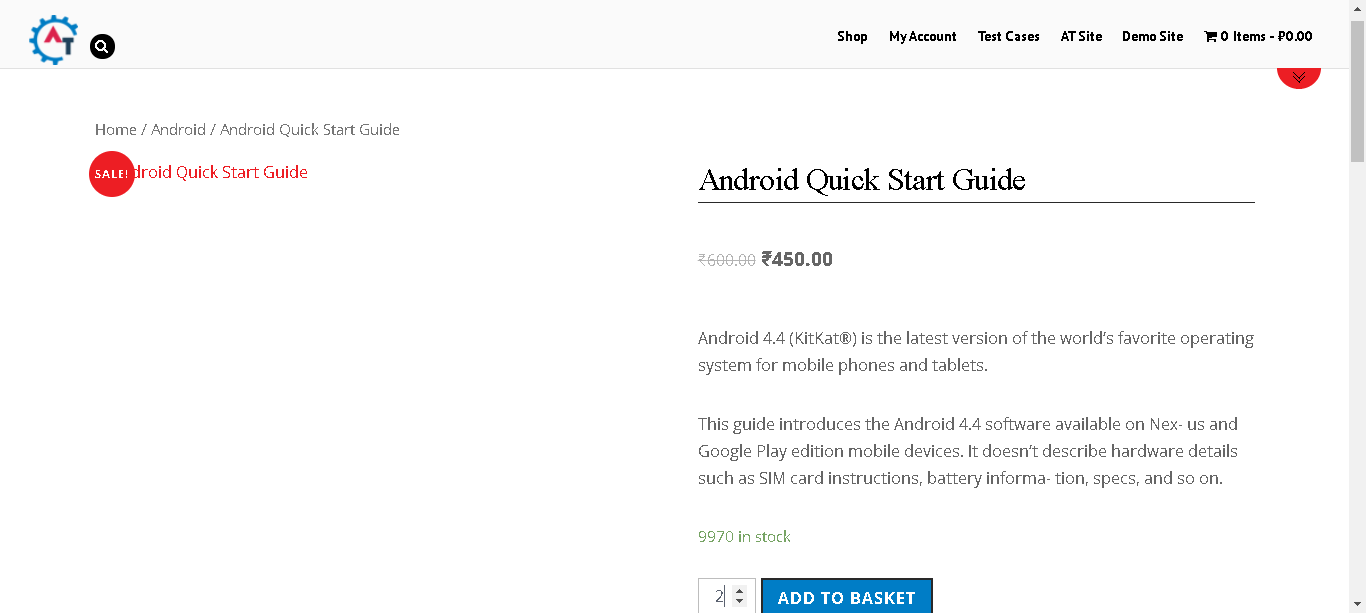 AT
Shop My Account Test Cases AT Site Demo Site 0 Items - ₽0.00
Home / Android / Android Quick Start Guide
SALE! droid Quick Start Guide
Android Quick Start Guide
₹600.00 ₹450.00
Android 4.4 (KitKat®) is the latest version of the world’s favorite operating
system for mobile phones and tablets.
This guide introduces the Android 4.4 software available on Nex- us and
Google Play edition mobile devices. It doesn’t describe hardware details
such as SIM card instructions, battery informa- tion, specs, and so on.
9970 in stock
2 ADD TO BASKET